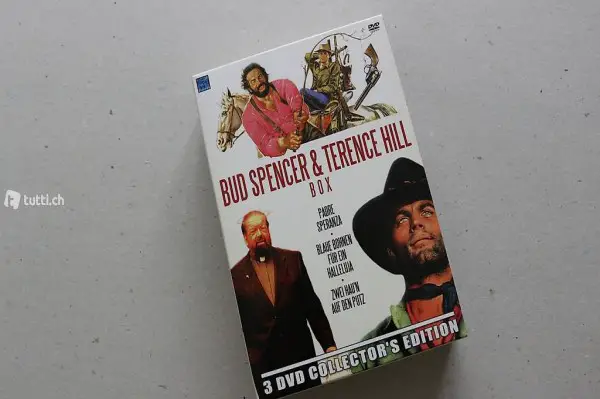 DVD
BUD SPENCER & TERENCE HILL
BOX
PADRE
SPERANZA
•
BLAUE BOHNEN
FÜR EIN
HALLELUJA
•
ZWEI HAU'N
AUF DEN PUTZ
3 DVD COLLECTOR'S EDITION
tutti.ch